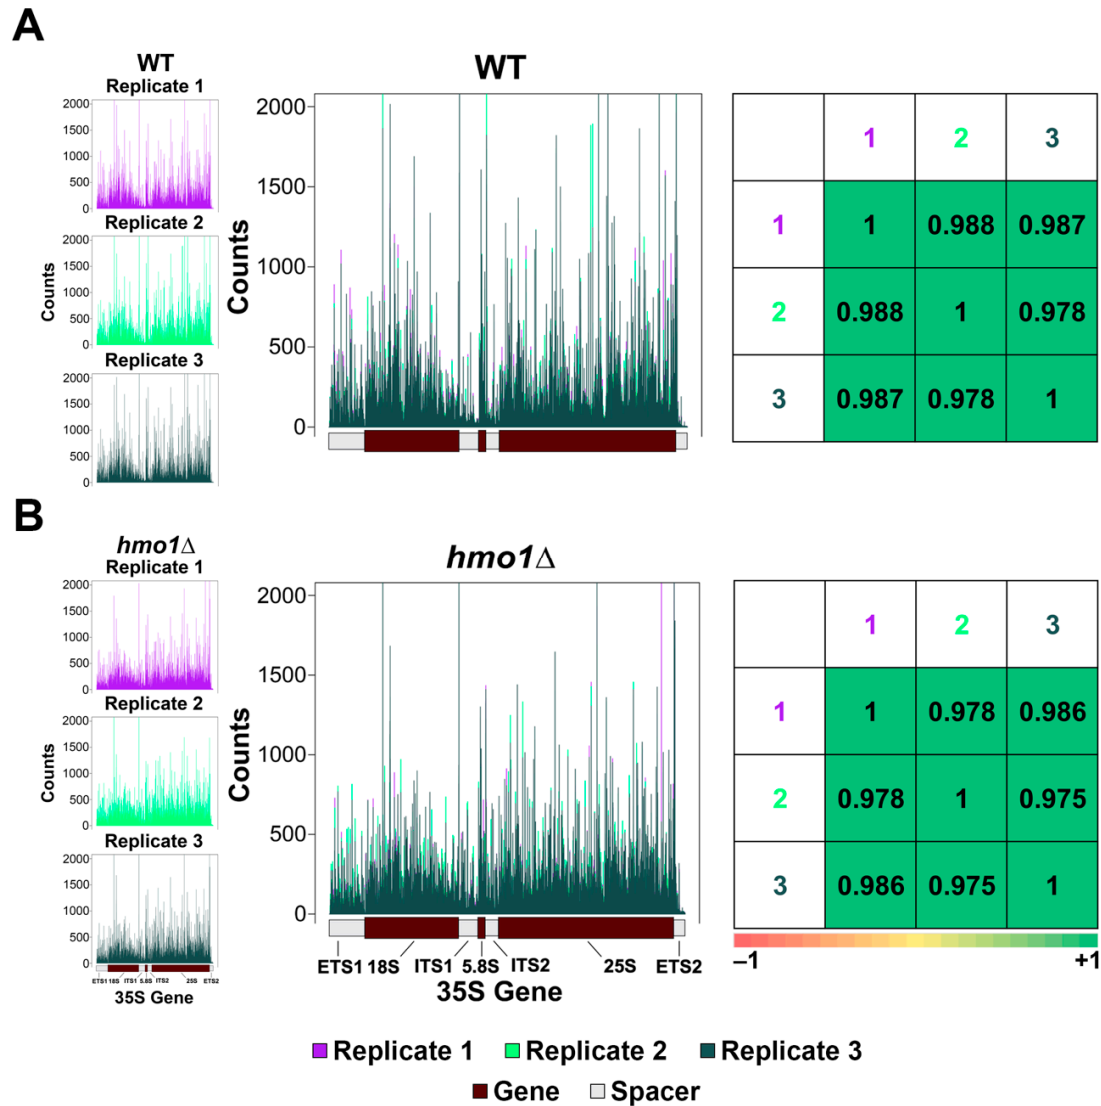 A
WT
Replicate 1
2000
1500
1000
500
0
Replicate 2
2000
1500
1000
500
0
Counts
Replicate 3
2000
1500
1000
500
0
WT
2000
1500
1000
500
0
Counts
1 2 3
1 1 0.988 0.987
2 0.988 1 0.978
3 0.987 0.978 1
B
hmo1Δ
Replicate 1
2000
1500
1000
500
0
Replicate 2
2000
1500
1000
500
0
Counts
Replicate 3
2000
1500
1000
500
0
ETS1 18S ITS1 5.8S ITS2 25S ETS2
35S Gene
hmo1Δ
2000
1500
1000
500
0
Counts
ETS1 18S ITS1 5.8S ITS2 25S ETS2
35S Gene
1 2 3
1 1 0.978 0.986
2 0.978 1 0.975
3 0.986 0.975 1
–1 +1
Replicate 1 Replicate 2 Replicate 3
Gene Spacer